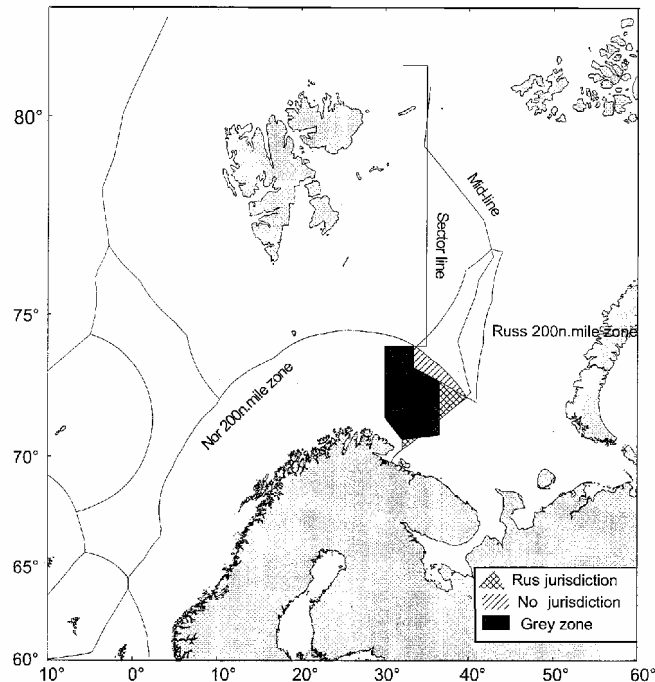 80°
Mid-line
Sector line
75°
Russ 200n.mile zone
Nor 200n.mile zone
70°
65°
Rus jurisdiction
No jurisdiction
Grey zone
60°
10° 0° 10° 20° 30° 40° 50° 60°